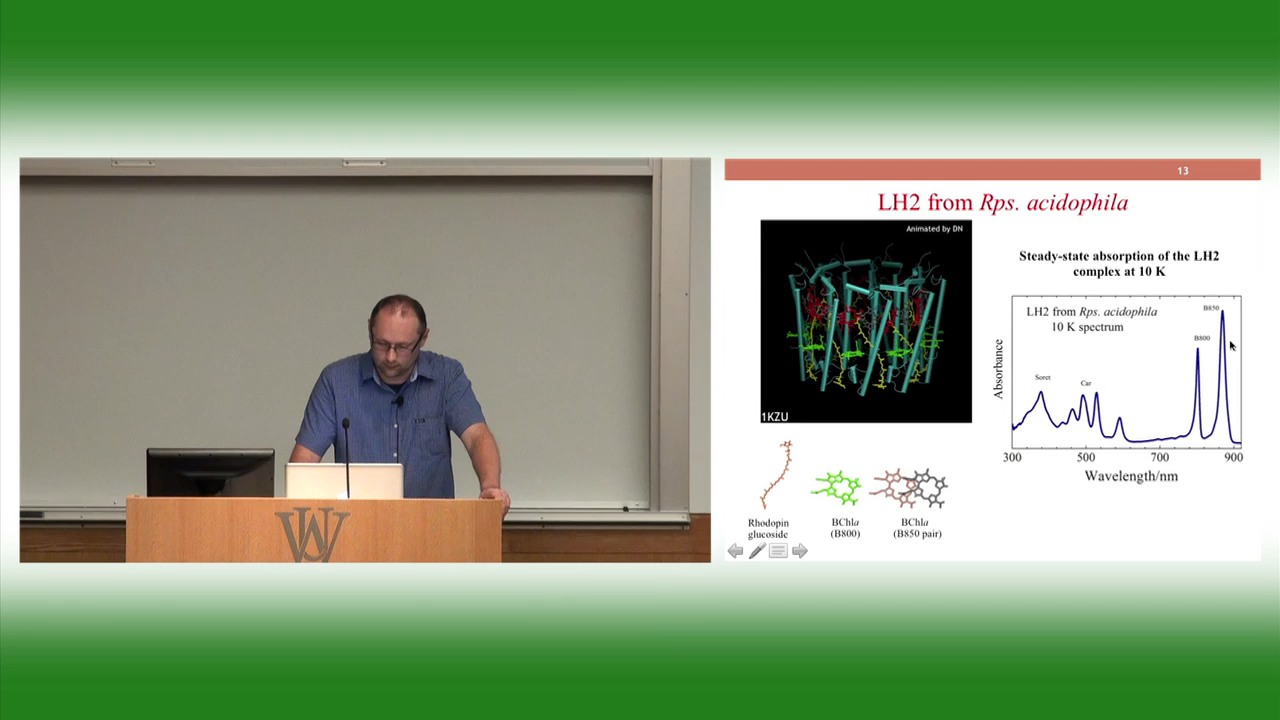 WU
13
LH2 from Rps. acidophila
Animated by DN
1KZU
Steady-state absorption of the LH2
complex at 10 K
LH2 from Rps. acidophila
10 K spectrum
B850
B800
Soret
Car
Absorbance
300 500 700 900
Wavelength/nm
Rhodopin
glucoside
BChla
(B800)
BChla
(B850 pair)